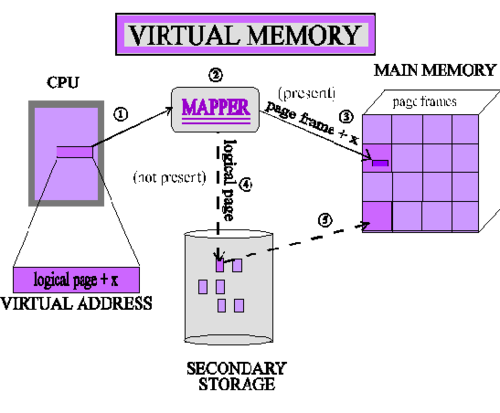 VIRTUAL MEMORY
CPU
②
MAIN MEMORY
MAPPER
(present)
page frames
①
page frame + x
③
(not present)
logical page
④
⑤
logical page + x
VIRTUAL ADDRESS
SECONDARY
STORAGE